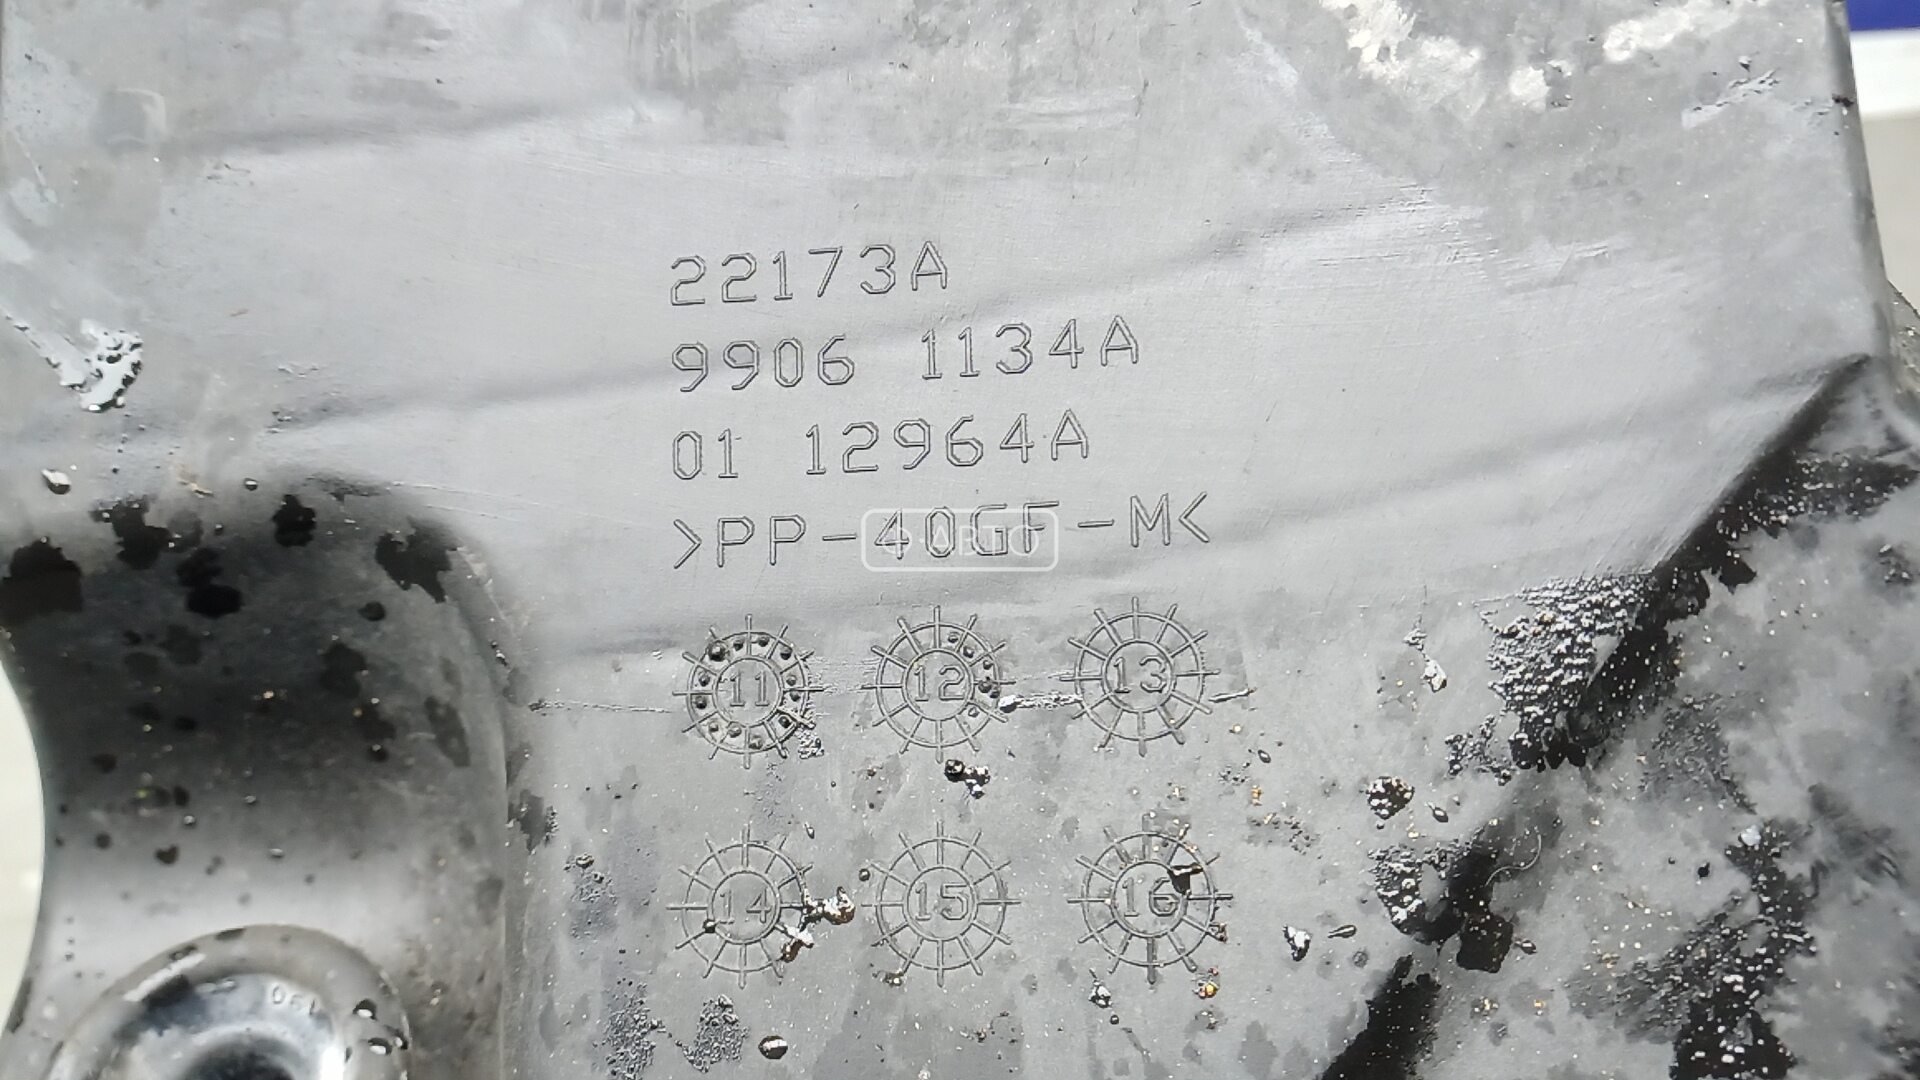 22173A
9906 1134A
01 12964A
>PP-40GF-M<
11 12 13
14 15 16